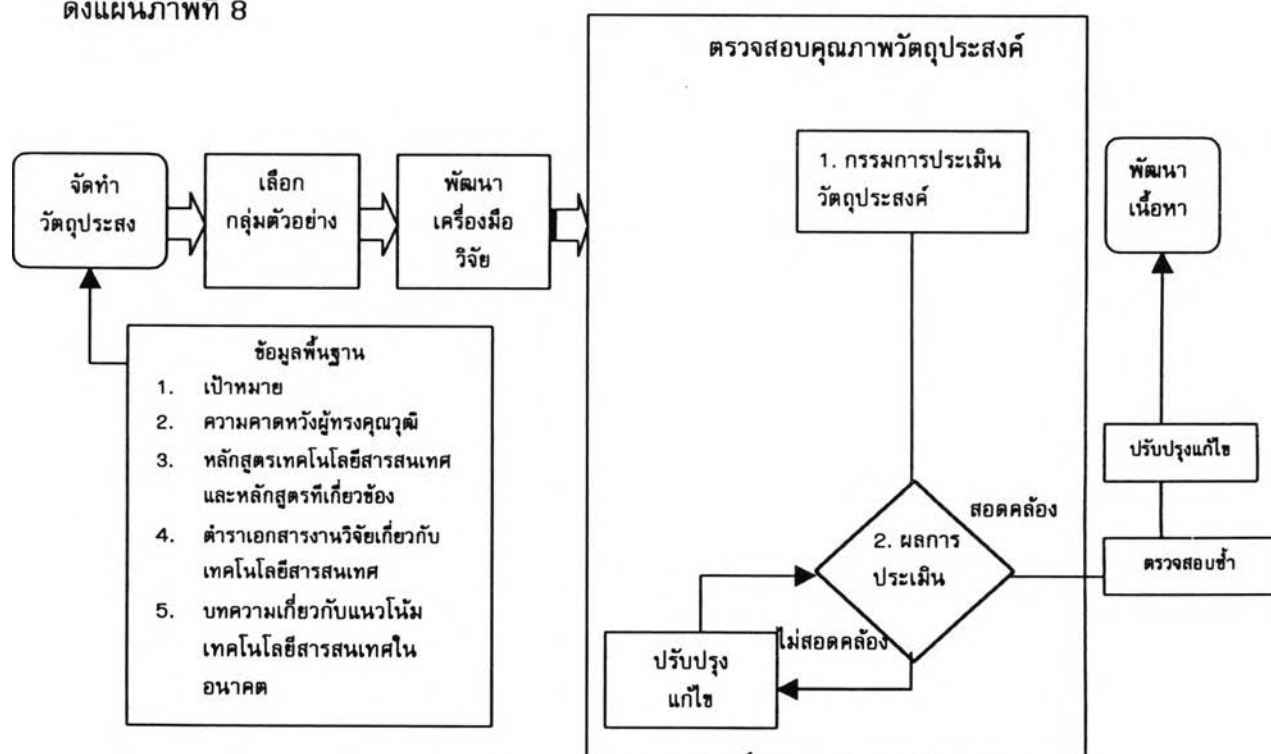 ดังแผนภาพที่ 8
ตรวจสอบคุณภาพวัตถุประสงค์
จัดทำ
วัตถุประสง
เลือก
กลุ่มตัวอย่าง
พัฒนา
เครื่องมือ
วิจัย
1. กรรมการประเมิน
วัตถุประสงค์
พัฒนา
เนื้อหา
ข้อมูลพื้นฐาน
1. เป้าหมาย
2. ความคาดหวังผู้ทรงคุณวุฒิ
3. หลักสูตรเทคโนโลยีสารสนเทศ
และหลักสูตรที่เกี่ยวข้อง
4. ตำราเอกสารงานวิจัยเกี่ยวกับ
เทคโนโลยีสารสนเทศ
5. บทความเกี่ยวกับแนวโน้ม
เทคโนโลยีสารสนเทศใน
อนาคต
2. ผลการ
ประเมิน
สอดคล้อง
ไม่สอดคล้อง
ปรับปรุง
แก้ไข
ปรับปรุงแก้ไข
ตรวจสอบซ้ำ